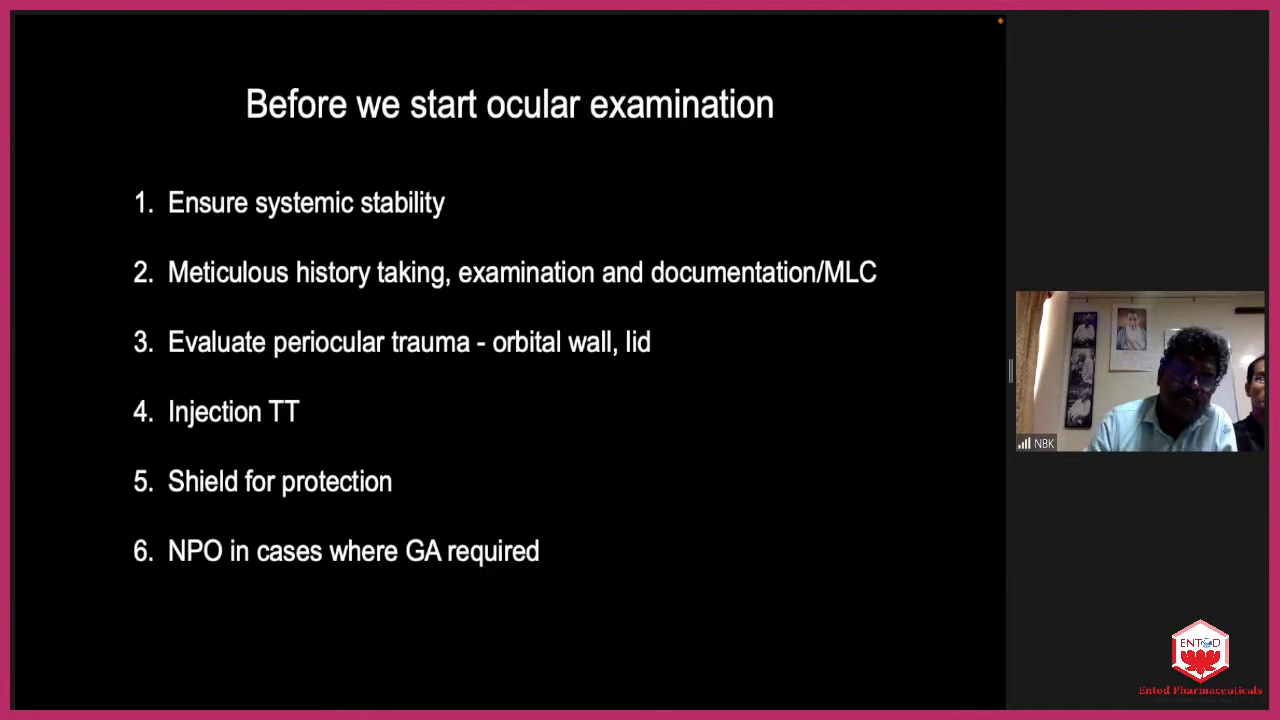 Before we start ocular examination
1. Ensure systemic stability
2. Meticulous history taking, examination and documentation/MLC
3. Evaluate periocular trauma - orbital wall, lid
4. Injection TT
5. Shield for protection
6. NPO in cases where GA required
NBK
ENTOD
Entod Pharmaceuticals